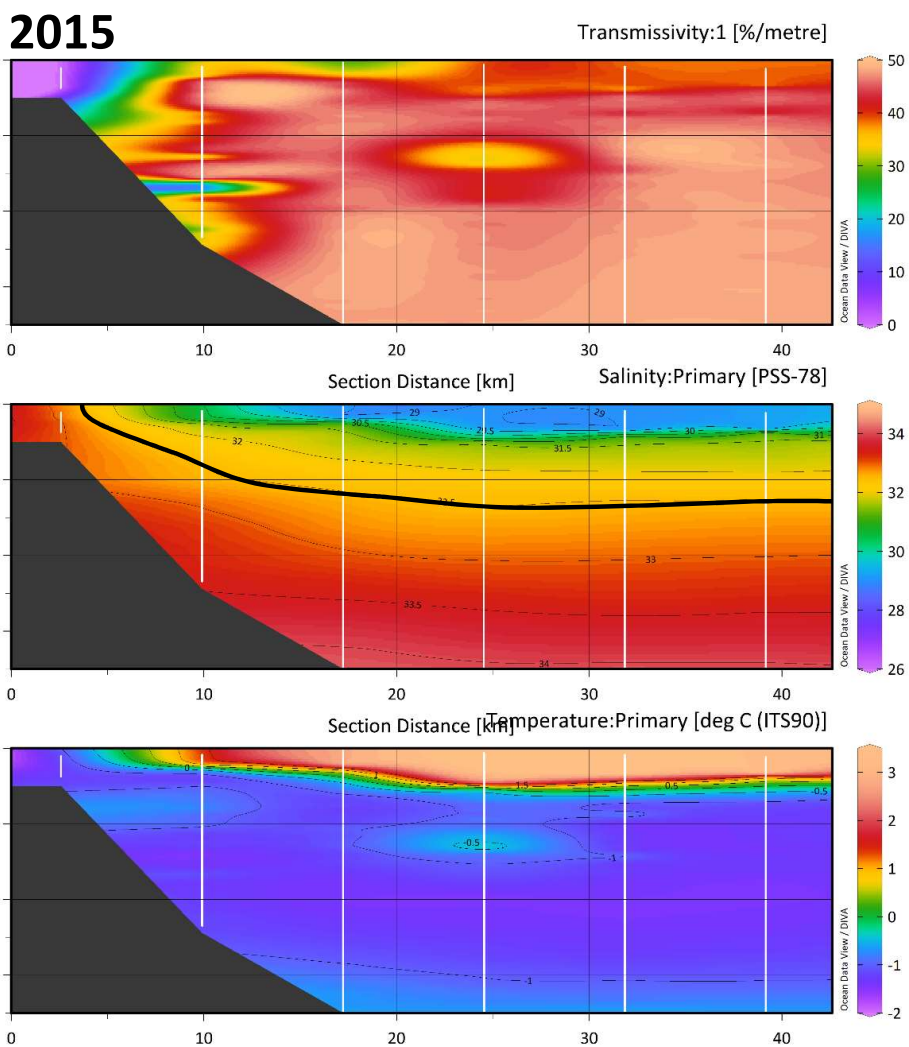 2015
Transmissivity:1 [%/metre]
50
40
30
20
10
0
Ocean Data View / DIVA
0 10 20 30 40
Section Distance [km]
Salinity:Primary [PSS-78]
29 29
30.5 29.5 30 31
32 31.5
32.5
33
33.5
34
34
32
30
28
26
Ocean Data View / DIVA
0 10 20 30 40
Section Distance [km]
Temperature:Primary [deg C (ITS90)]
0 1 1.5 0.5 -0.5
-0.5
-1
-1
3
2
1
0
-1
-2
Ocean Data View / DIVA
0 10 20 30 40